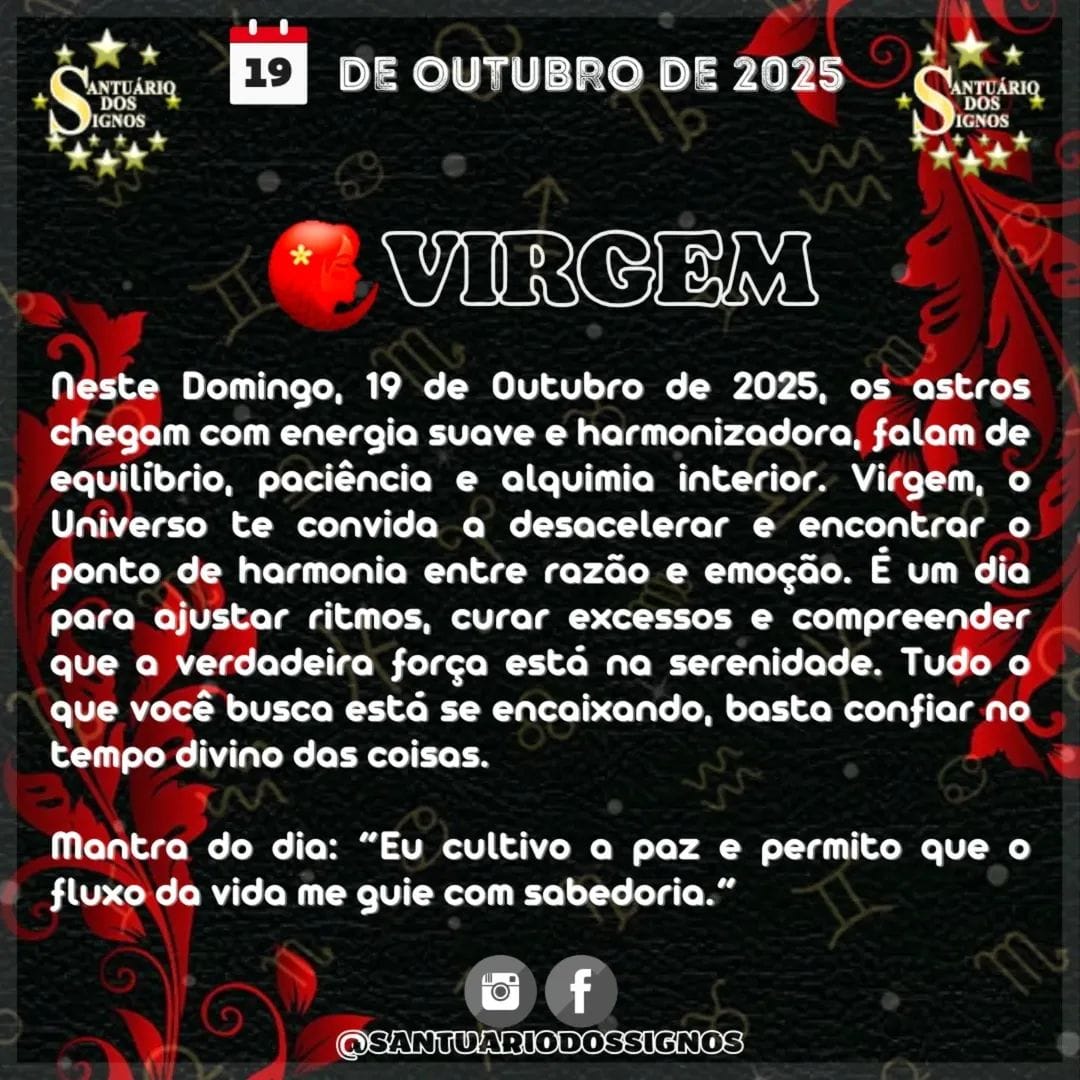 19 DE OUTUBRO DE 2025
SANTUÁRIO
DOS
SIGNOS
SANTUÁRIO
DOS
SIGNOS
VIRGEM
Neste Domingo, 19 de Outubro de 2025, os astros
chegam com energia suave e harmonizadora, falam de
equilíbrio, paciência e alquimia interior. Virgem, o
Universo te convida a desacelerar e encontrar o
ponto de harmonia entre razão e emoção. É um dia
para ajustar ritmos, curar excessos e compreender
que a verdadeira força está na serenidade. Tudo o
que você busca está se encaixando, basta confiar no
tempo divino das coisas.
Mantra do dia: “Eu cultivo a paz e permito que o
fluxo da vida me guie com sabedoria.”
@SANTUARIODOSSIGNOS